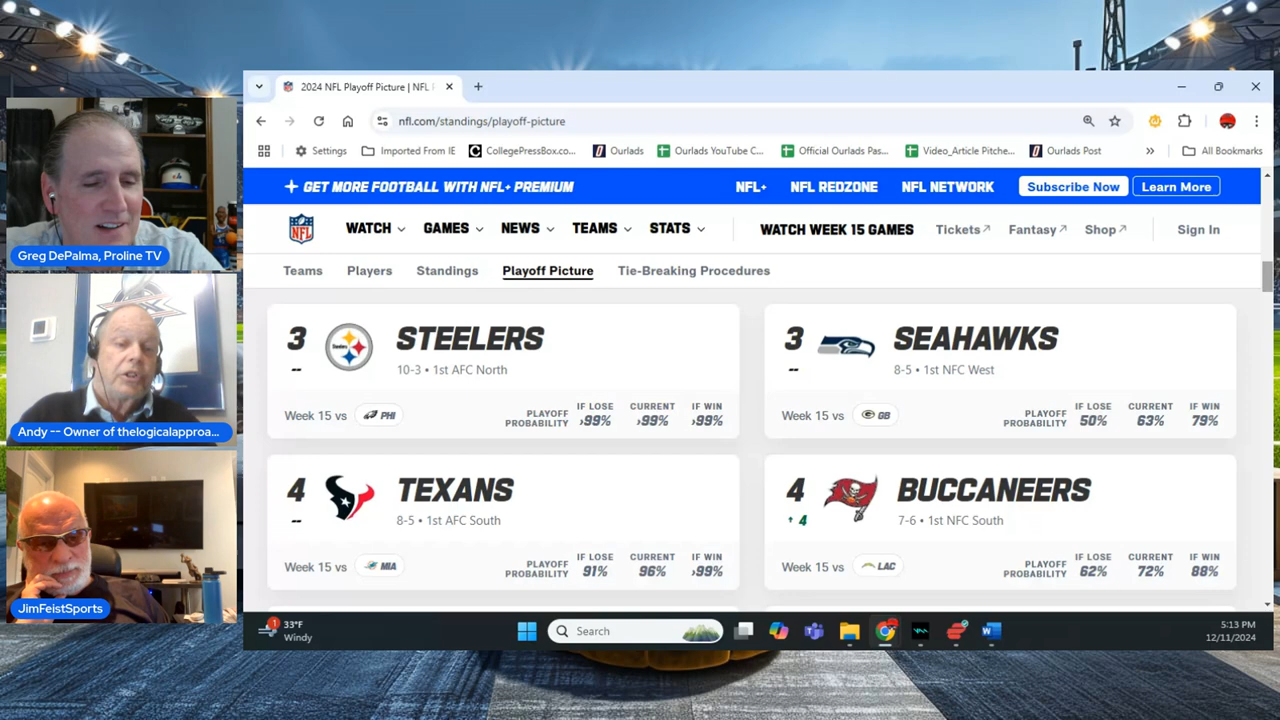 Greg DePalma, Proline TV
Andy -- Owner of thelogicalapproa...
JimFeistSports
2024 NFL Playoff Picture | NFL
nfl.com/standings/playoff-picture
Settings
Imported From IE
CollegePressBox.co...
Ourlads
Ourlads YouTube C...
Official Ourlads Pas...
Video_Article Pitche...
Ourlads Post
All Bookmarks
GET MORE FOOTBALL WITH NFL+ PREMIUM
NFL+
NFL REDZONE
NFL NETWORK
Subscribe Now
Learn More
NFL
WATCH
GAMES
NEWS
TEAMS
STATS
WATCH WEEK 15 GAMES
Tickets
Fantasy
Shop
Sign In
Teams
Players
Standings
Playoff Picture
Tie-Breaking Procedures
3
--
Steelers
STEELERS
10-3 • 1st AFC North
Week 15 vs PHI
PLAYOFF PROBABILITY
IF LOSE CURRENT IF WIN
>99% >99% >99%
3
--
SEAHAWKS
8-5 • 1st NFC West
Week 15 vs GB
PLAYOFF PROBABILITY
IF LOSE CURRENT IF WIN
50% 63% 79%
4
--
TEXANS
8-5 • 1st AFC South
Week 15 vs MIA
PLAYOFF PROBABILITY
IF LOSE CURRENT IF WIN
91% 96% >99%
4
↑ 4
BUCCANEERS
7-6 • 1st NFC South
Week 15 vs LAC
PLAYOFF PROBABILITY
IF LOSE CURRENT IF WIN
62% 72% 88%
1
33°F
Windy
Search
5:13 PM
12/11/2024